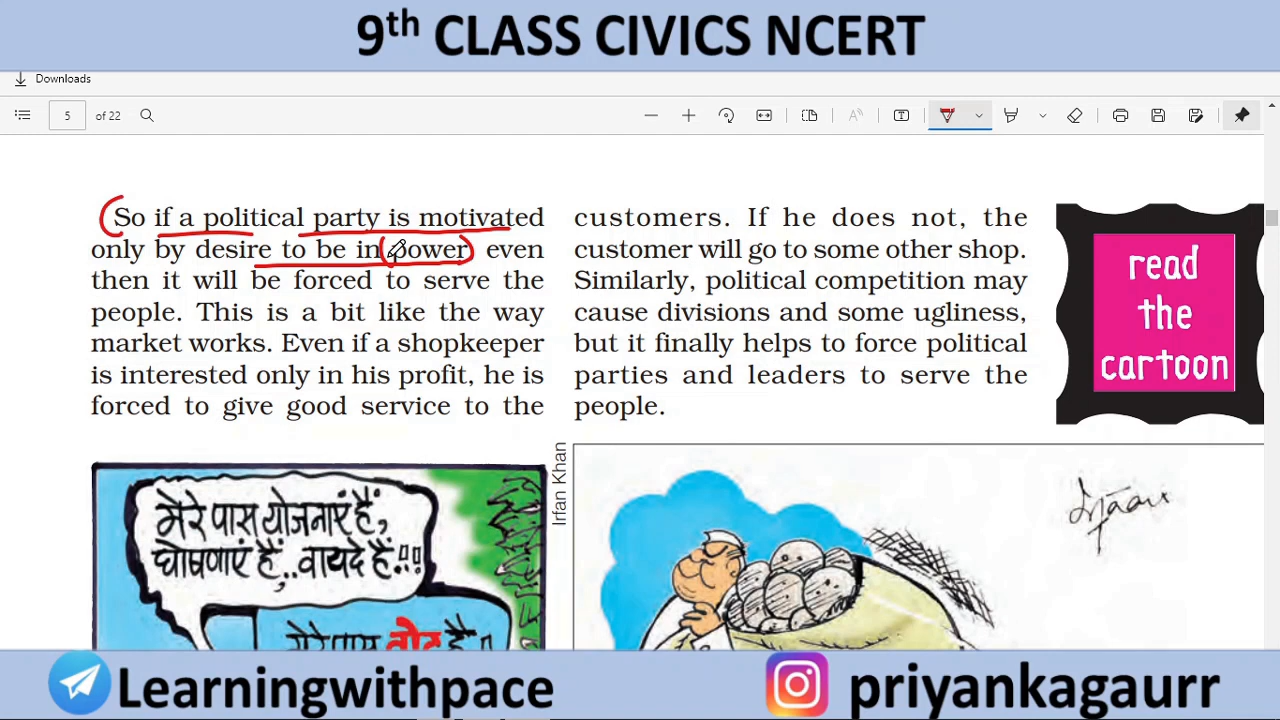 9th CLASS CIVICS NCERT
Downloads
5 of 22
So if a political party is motivated
only by desire to be in power, even
then it will be forced to serve the
people. This is a bit like the way
market works. Even if a shopkeeper
is interested only in his profit, he is
forced to give good service to the
customers. If he does not, the
customer will go to some other shop.
Similarly, political competition may
cause divisions and some ugliness,
but it finally helps to force political
parties and leaders to serve the
people.
read
the
cartoon
Irfan Khan
मेरे पास योजनाएं हैं,
घोषणाएं हैं, वायदे हैं..!!
मेरे पास वोट है..!!
Learningwithpace
priyankagaurr